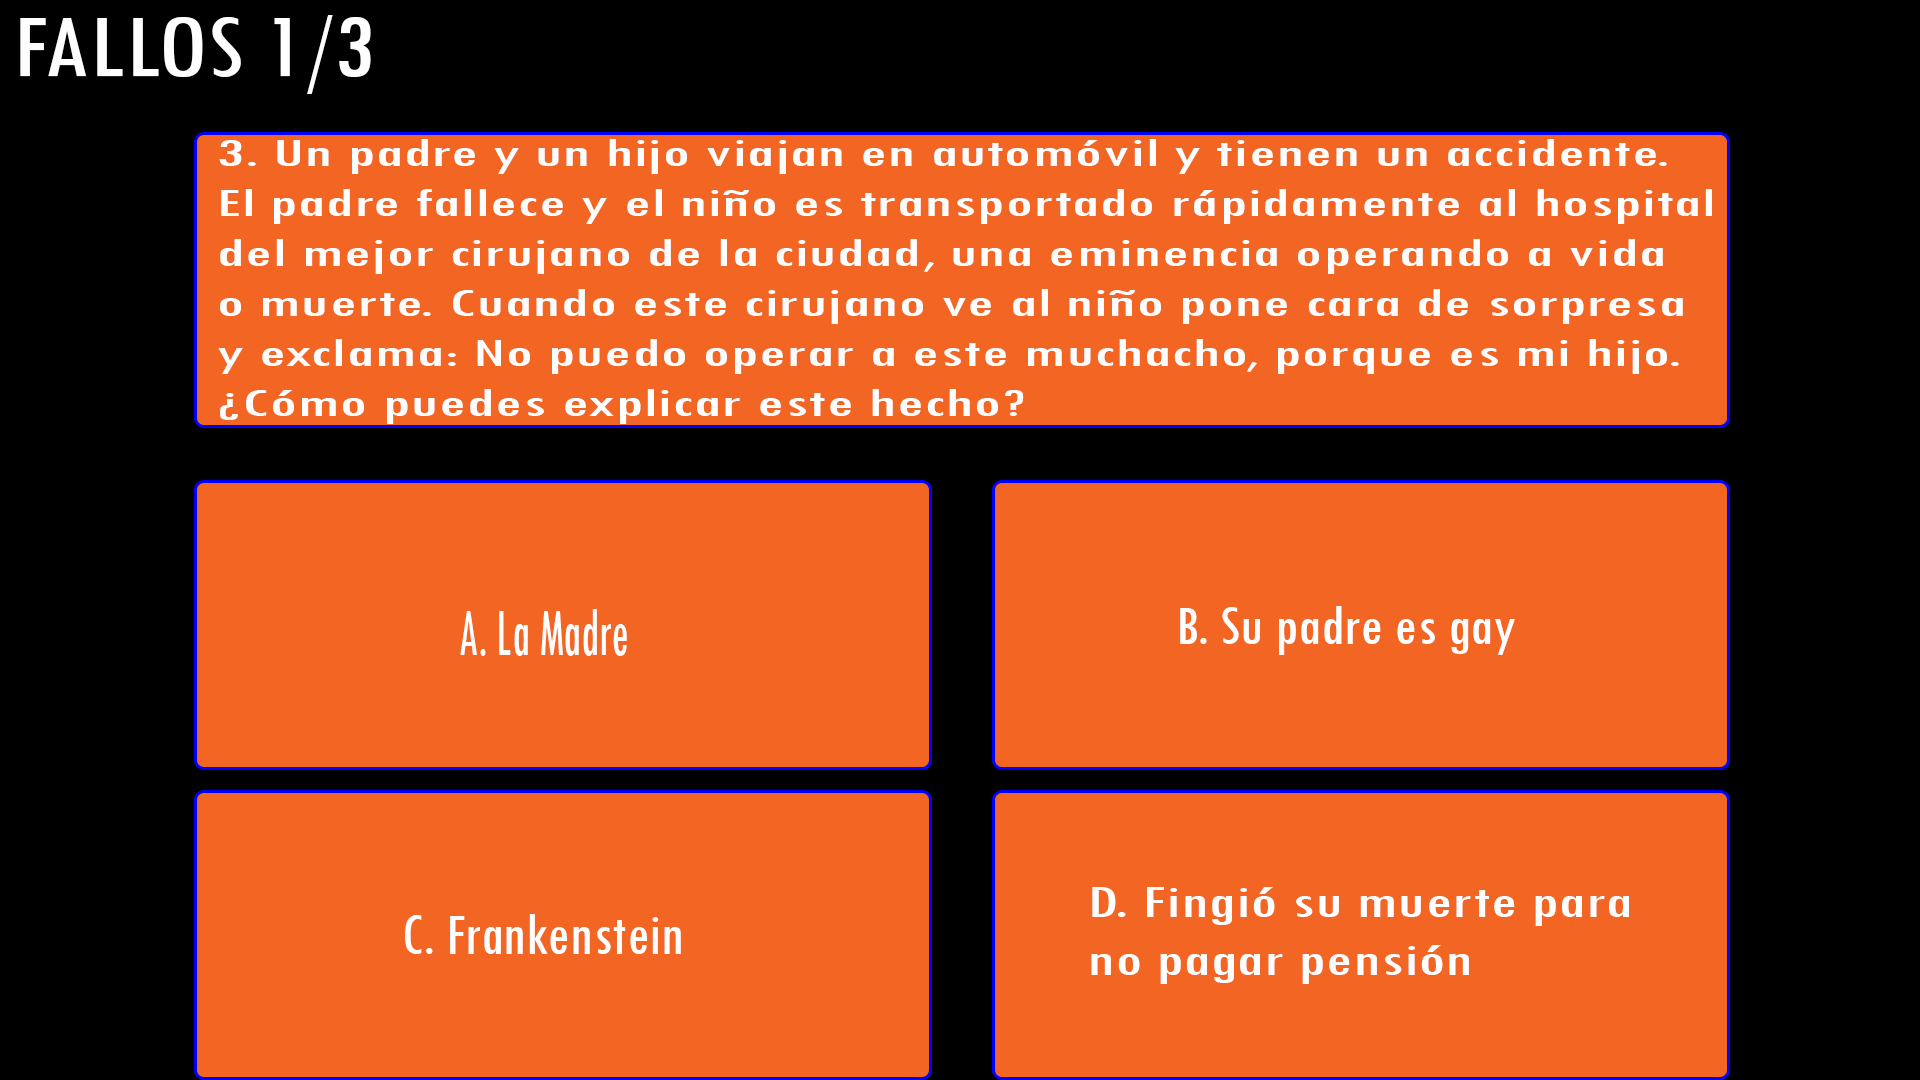 FALLOS 1/3
3. Un padre y un hijo viajan en automóvil y tienen un accidente.
El padre fallece y el niño es transportado rápidamente al hospital
del mejor cirujano de la ciudad, una eminencia operando a vida
o muerte. Cuando este cirujano ve al niño pone cara de sorpresa
y exclama: No puedo operar a este muchacho, porque es mi hijo.
¿Cómo puedes explicar este hecho?
A. La Madre
B. Su padre es gay
C. Frankenstein
D. Fingió su muerte para
no pagar pensión